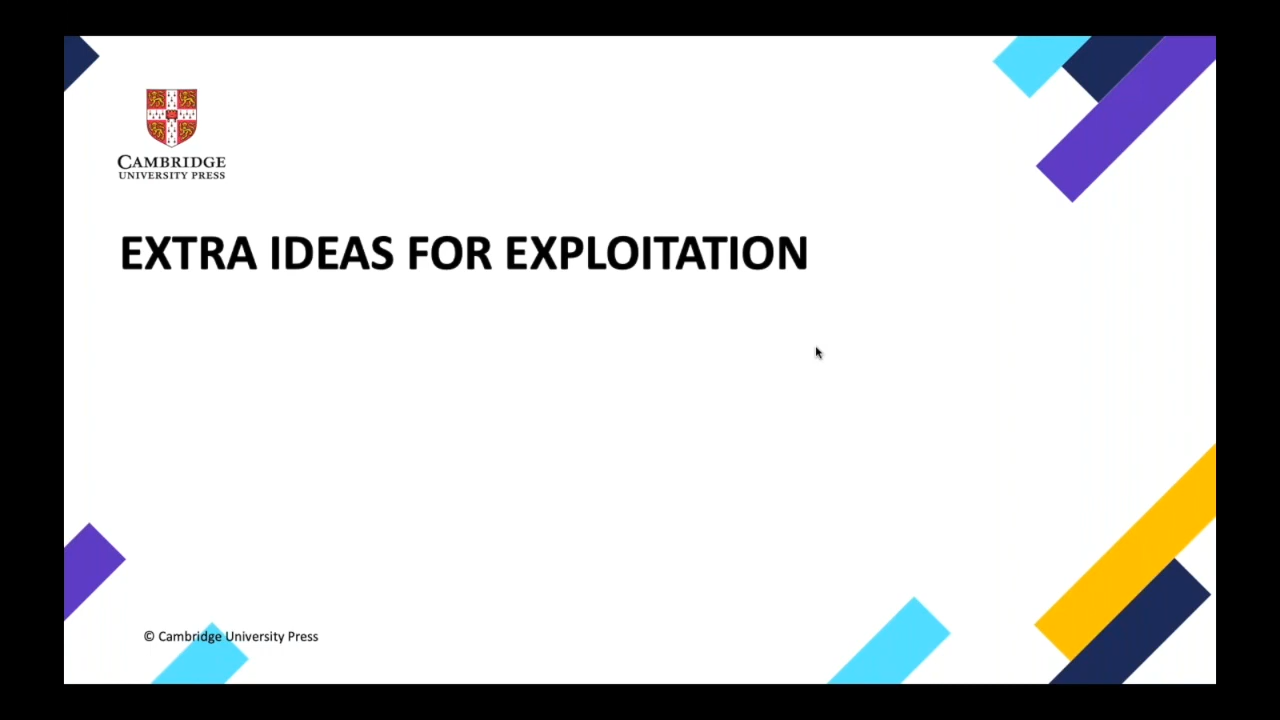 CAMBRIDGE
UNIVERSITY PRESS
EXTRA IDEAS FOR EXPLOITATION
© Cambridge University Press